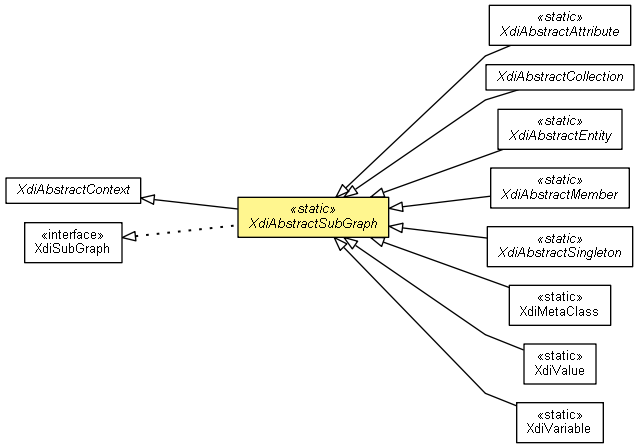 XdiAbstractContext
«interface»
XdiSubGraph
«static»
XdiAbstractSubGraph
«static»
XdiAbstractAttribute
XdiAbstractCollection
«static»
XdiAbstractEntity
«static»
XdiAbstractMember
«static»
XdiAbstractSingleton
«static»
XdiMetaClass
«static»
XdiValue
«static»
XdiVariable